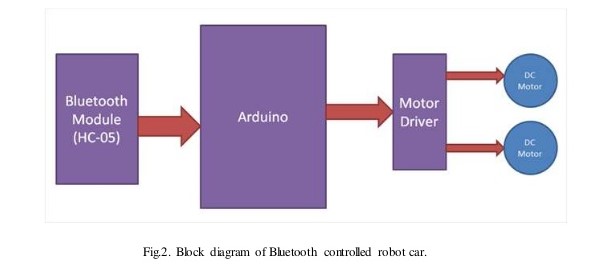 Bluetooth
Module
(HC-05)
Arduino
Motor
Driver
DC
Motor
DC
Motor
Fig.2. Block diagram of Bluetooth controlled robot car.